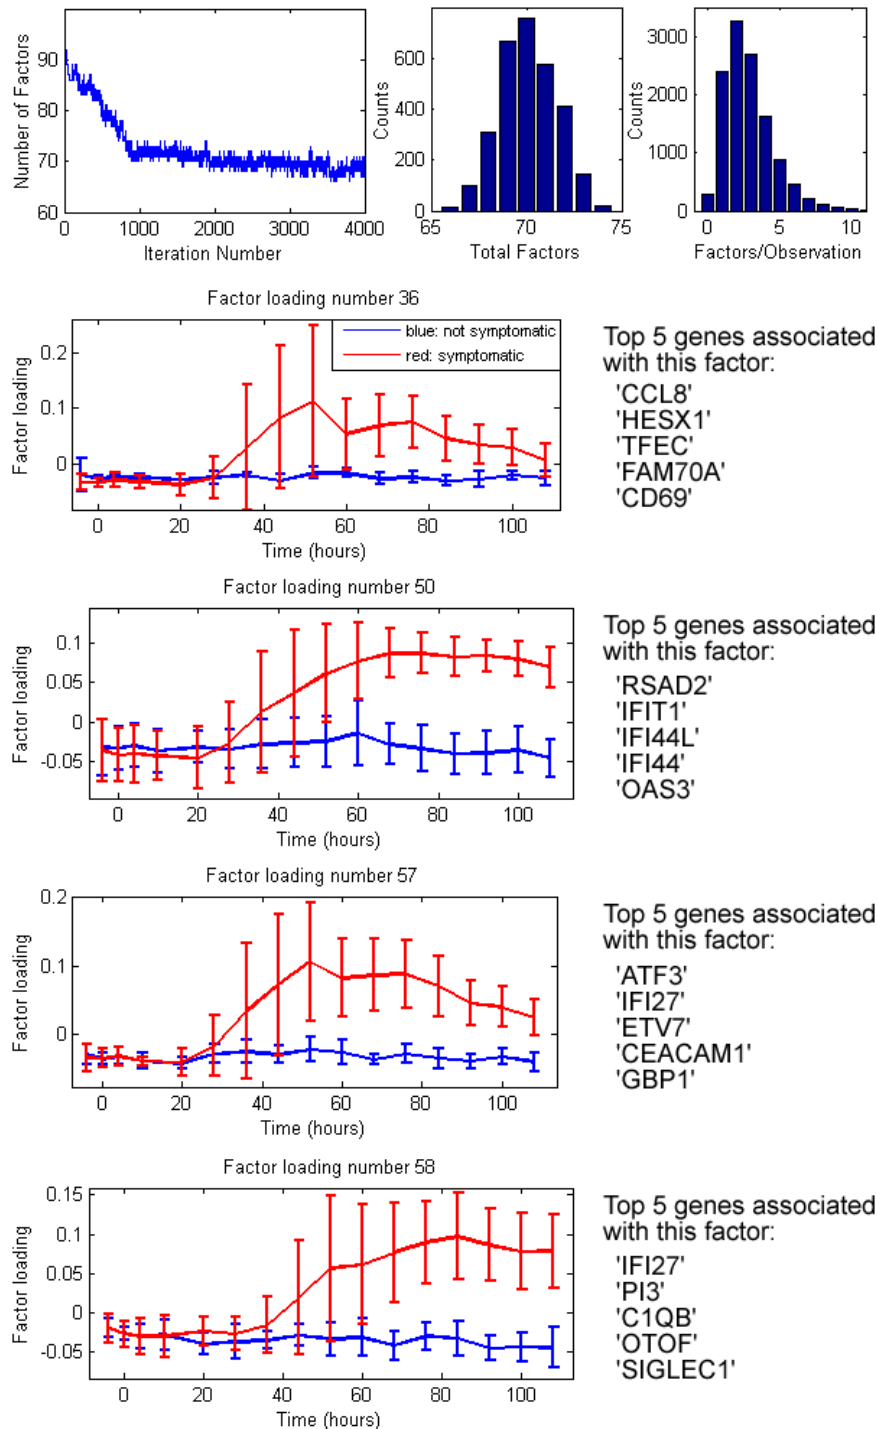 Number of Factors
90
80
70
60
0
1000
2000
3000
4000
Iteration Number
Counts
600
400
200
0
65
70
75
Total Factors
Counts
3000
2000
1000
0
0
5
10
Factors/Observation
Factor loading number 36
blue: not symptomatic
red: symptomatic
Factor loading
0.2
0.1
0
0
20
40
60
80
100
Time (hours)
Top 5 genes associated
with this factor:
'CCL8'
'HESX1'
'TFEC'
'FAM70A'
'CD69'
Factor loading number 50
Factor loading
0.1
0.05
0
-0.05
0
20
40
60
80
100
Time (hours)
Top 5 genes associated
with this factor:
'RSAD2'
'IFIT1'
'IFI44L'
'IFI44'
'OAS3'
Factor loading number 57
Factor loading
0.2
0.1
0
0
20
40
60
80
100
Time (hours)
Top 5 genes associated
with this factor:
'ATF3'
'IFI27'
'ETV7'
'CEACAM1'
'GBP1'
Factor loading number 58
Factor loading
0.15
0.1
0.05
0
-0.05
0
20
40
60
80
100
Time (hours)
Top 5 genes associated
with this factor:
'IFI27'
'PI3'
'C1QB'
'OTOF'
'SIGLEC1'